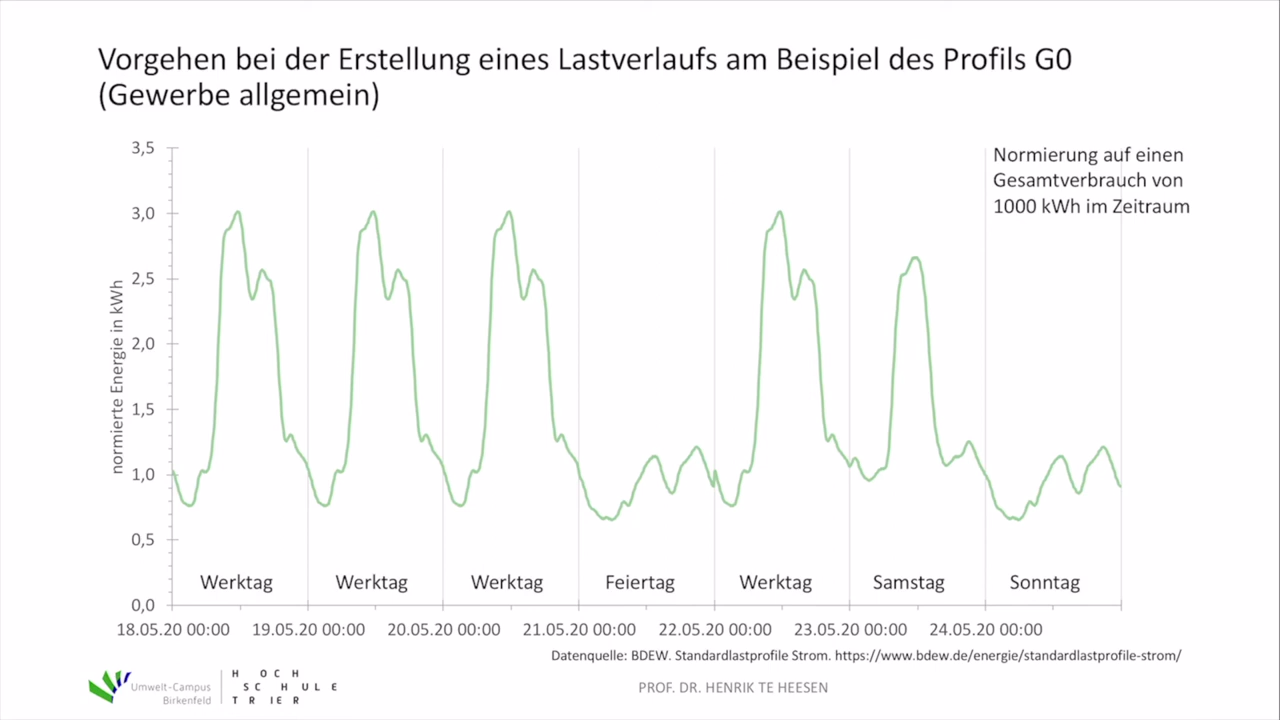 Vorgehen bei der Erstellung eines Lastverlaufs am Beispiel des Profils G0
(Gewerbe allgemein)
Normierung auf einen
Gesamtverbrauch von
1000 kWh im Zeitraum
normierte Energie in kWh
3,5
3,0
2,5
2,0
1,5
1,0
0,5
0,0
Werktag Werktag Werktag Feiertag Werktag Samstag Sonntag
18.05.20 00:00 19.05.20 00:00 20.05.20 00:00 21.05.20 00:00 22.05.20 00:00 23.05.20 00:00 24.05.20 00:00
Datenquelle: BDEW. Standardlastprofile Strom. https://www.bdew.de/energie/standardlastprofile-strom/
Umwelt-Campus
Birkenfeld
HOCH
SCHULE
TRIER
PROF. DR. HENRIK TE HEESEN